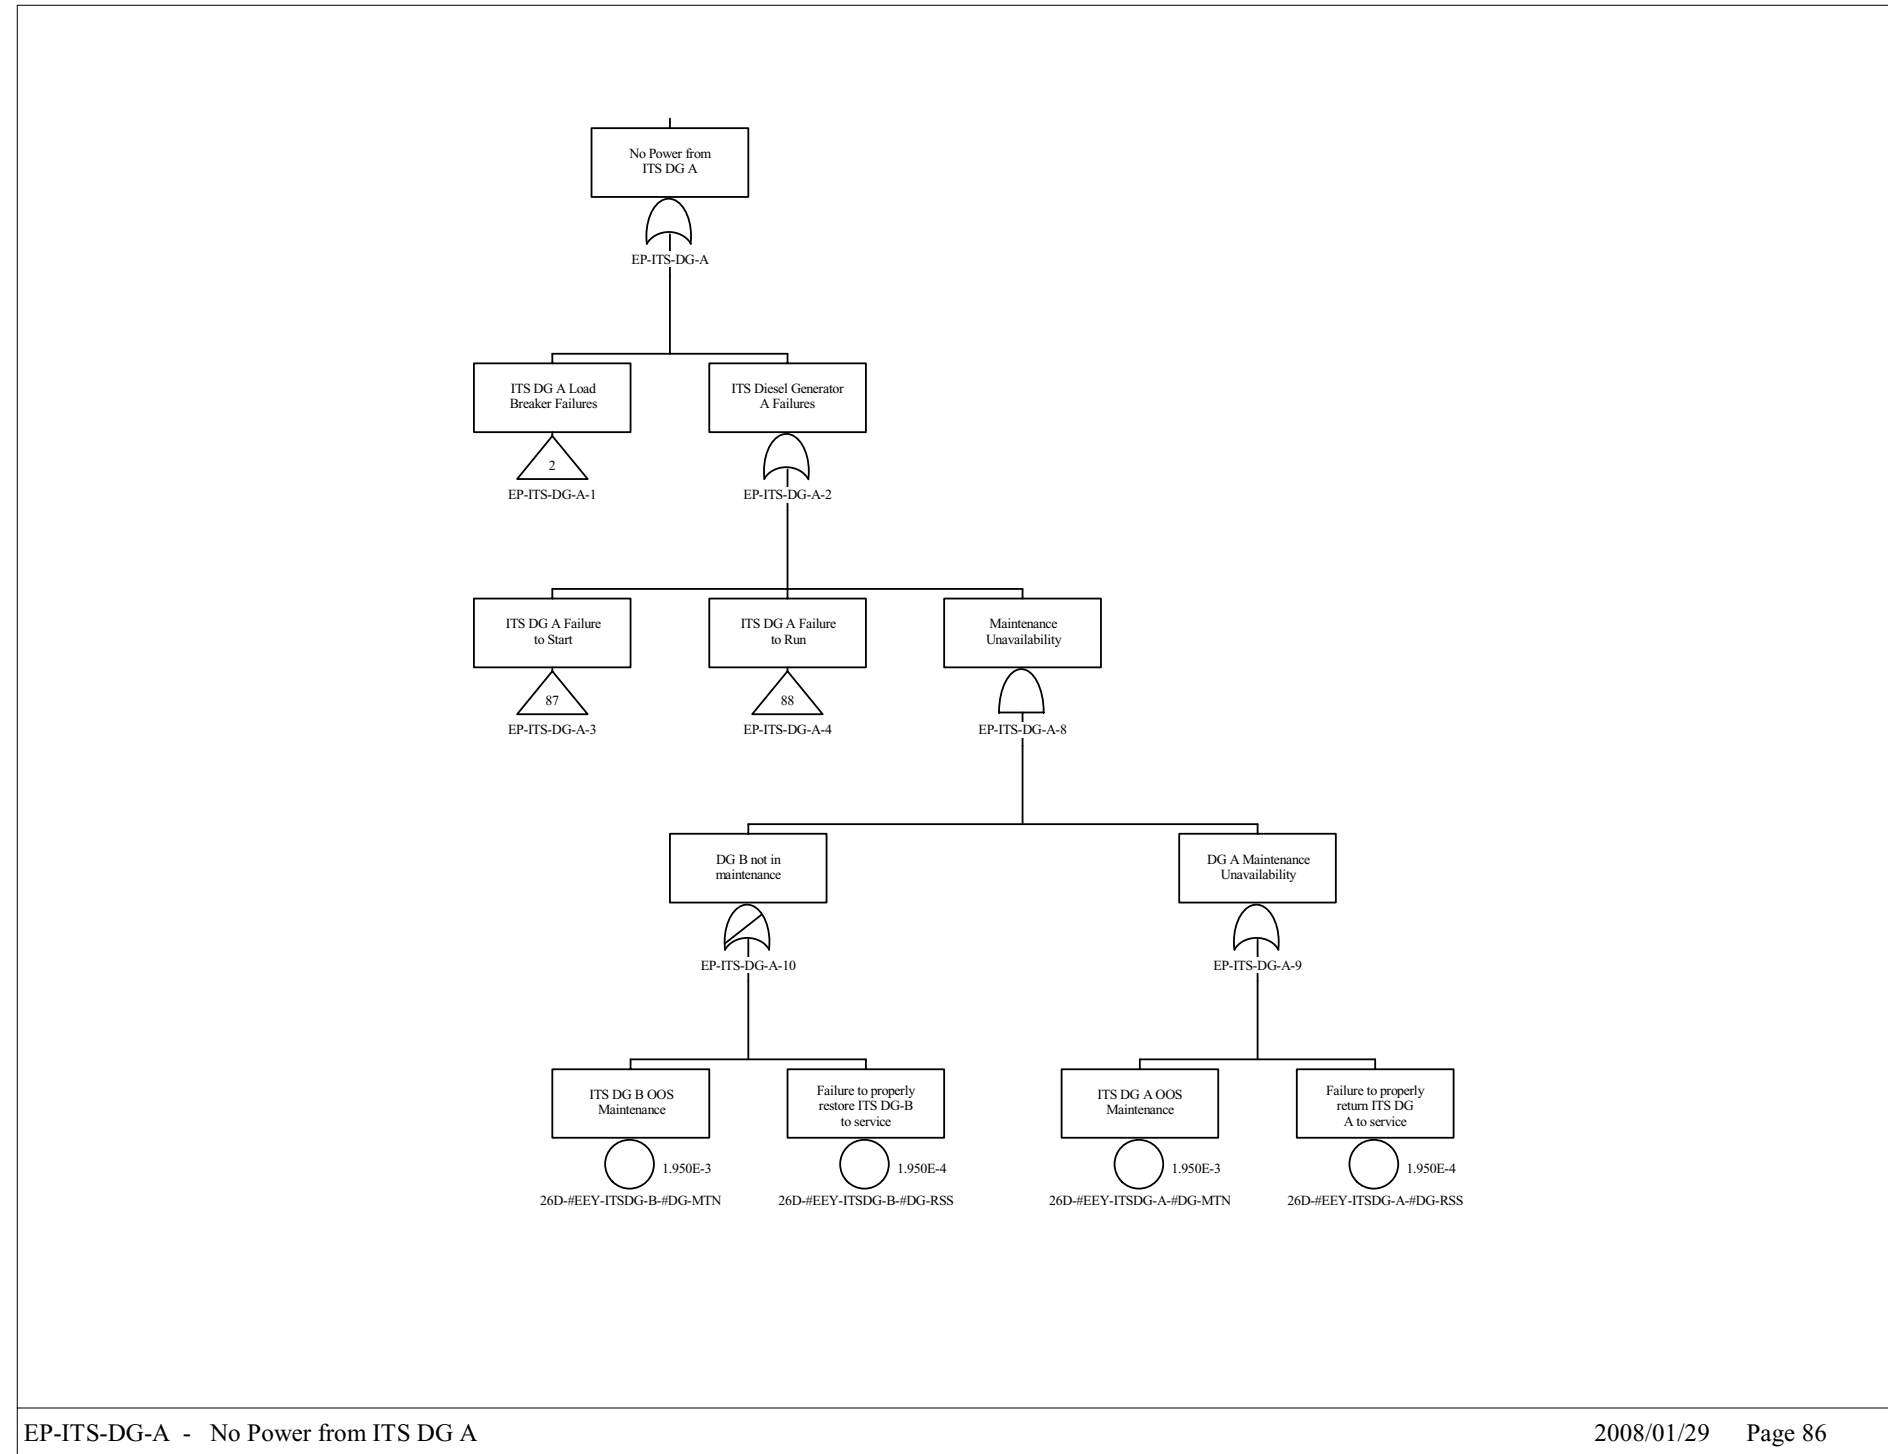 No Power from
ITS DG A
EP-ITS-DG-A
ITS DG A Load
Breaker Failures
2
EP-ITS-DG-A-1
ITS Diesel Generator
A Failures
EP-ITS-DG-A-2
ITS DG A Failure
to Start
87
EP-ITS-DG-A-3
ITS DG A Failure
to Run
88
EP-ITS-DG-A-4
Maintenance
Unavailability
EP-ITS-DG-A-8
DG B not in
maintenance
EP-ITS-DG-A-10
DG A Maintenance
Unavailability
EP-ITS-DG-A-9
ITS DG B OOS
Maintenance
1.950E-3
26D-#EEY-ITSDG-B-#DG-MTN
Failure to properly
restore ITS DG-B
to service
1.950E-4
26D-#EEY-ITSDG-B-#DG-RSS
ITS DG A OOS
Maintenance
1.950E-3
26D-#EEY-ITSDG-A-#DG-MTN
Failure to properly
return ITS DG
A to service
1.950E-4
26D-#EEY-ITSDG-A-#DG-RSS
EP-ITS-DG-A - No Power from ITS DG A
2008/01/29 Page 86